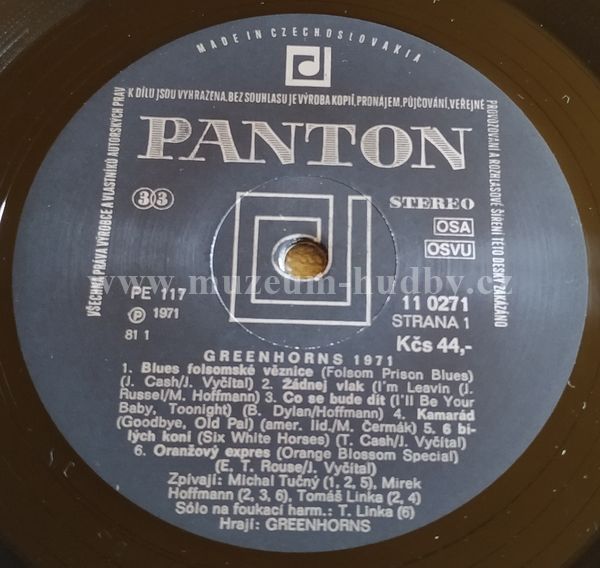 MADE IN CZECHOSLOVAKIA
VŠECHNA PRÁVA VÝROBCE A VLASTNÍKŮ AUTORSKÝCH PRÁV K DÍLU JSOU VYHRAZENA. BEZ SOUHLASU JE VÝROBA KOPIÍ, PRONÁJEM, PŮJČOVÁNÍ, VEŘEJNÉ PROVOZOVÁNÍ A ROZHLASOVÉ ŠÍŘENÍ TÉTO DESKY ZAKÁZÁNO
PANTON
33 STEREO
OSA
OSVU
www.muzeum-hudby.cz
PE 117 11 0271
Ⓟ 1971 STRANA 1
81 1 Kčs 44,-
GREENHORNS 1971
1. Blues folsomské věznice (Folsom Prison Blues)
(J. Cash/J. Vyčítal) 2. Žádnej vlak (I'm Leavin (J.
Russel/M. Hoffmann) 3. Co se bude dít (I'll Be Your
Baby, Toonight) (B. Dylan/Hoffmann) 4. Kamarád
(Goodbye, Old Pal) (amer. lid./M. Čermák) 5. 6 bí-
lých koní (Six White Horses) (T. Cash/J. Vyčítal)
6. Oranžový expres (Orange Blossom Special)
(E. T. Rouse/J. Vyčítal)
Zpívají: Michal Tučný (1, 2, 5), Mirek
Hoffmann (2, 3, 6), Tomáš Linka (2, 4)
Sólo na foukací harm.: T. Linka (6)
Hrají: GREENHORNS